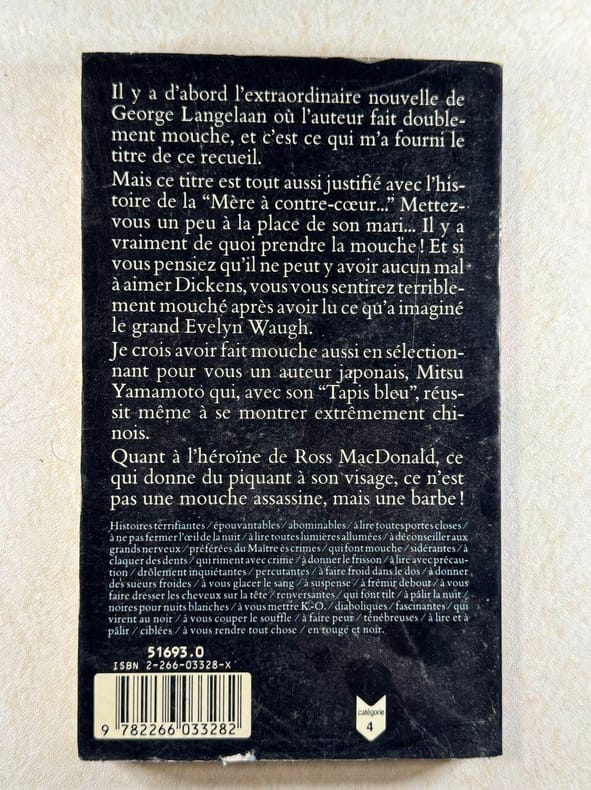 Il y a d'abord l'extraordinaire nouvelle de
George Langelaan où l'auteur fait double-
ment mouche, et c'est ce qui m'a fourni le
titre de ce recueil.
Mais ce titre est tout aussi justifié avec l'his-
toire de la "Mère à contre-cœur..." Mettez-
vous un peu à la place de son mari... Il y a
vraiment de quoi prendre la mouche ! Et si
vous pensiez qu'il ne peut y avoir aucun mal
à aimer Dickens, vous vous sentirez terrible-
ment mouché après avoir lu ce qu'a imaginé
le grand Evelyn Waugh.
Je crois avoir fait mouche aussi en sélection-
nant pour vous un auteur japonais, Mitsu
Yamamoto qui, avec son "Tapis bleu", réus-
sit même à se montrer extrêmement chi-
nois.
Quant à l'héroïne de Ross MacDonald, ce
qui donne du piquant à son visage, ce n'est
pas une mouche assassine, mais une barbe !
Histoires terrifiantes / épouvantables / abominables / à lire toutes portes closes /
à ne pas fermer l'œil de la nuit / à lire toutes lumières allumées / à déconseiller aux
grands nerveux / préférées du Maître ès crimes / qui font mouche / sidérantes / à
claquer des dents / qui riment avec crime / à donner le frisson / à lire avec précau-
tion / drôlement inquiétantes / percutantes / à faire froid dans le dos / à donner
des sueurs froides / à vous glacer le sang / à suspense / à frémir debout / à vous
faire dresser les cheveux sur la tête / renversantes / qui font tilt / à pâlir la nuit /
noires pour nuits blanches / à vous mettre K.-O. / diaboliques / fascinantes / qui
virent au noir / à vous couper le souffle / à faire peur / ténébreuses / à lire et à
pâlir / ciblées / à vous rendre tout chose / en rouge et noir.
51693.0
ISBN 2-266-03328-X
9 782266 033282
catégorie
4